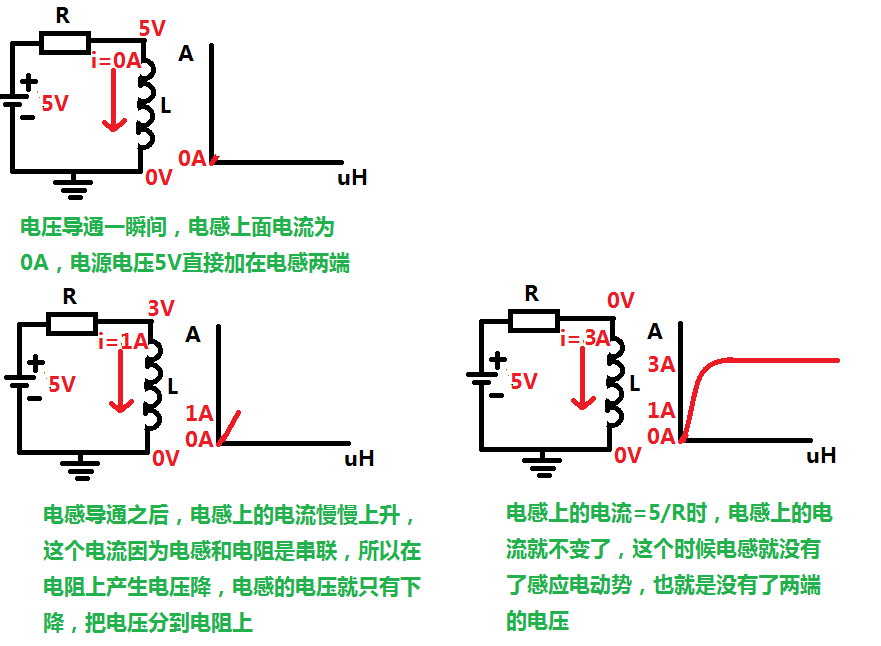 R
5V
i=0A
A
+
5V
-
L
0A
0V
uH
电压导通一瞬间，电感上面电流为
0A，电源电压5V直接加在电感两端
R
3V
i=1A
A
+
5V
-
L
1A
0A
0V
uH
电感导通之后，电感上的电流慢慢上升，
这个电流因为电感和电阻是串联，所以在
电阻上产生电压降，电感的电压就只有下
降，把电压分到电阻上
R
0V
i=3A
A
+
5V
-
L
3A
1A
0A
0V
uH
电感上的电流=5/R时，电感上的电
流就不变了，这个时候电感就没有
了感应电动势，也就是没有了两端
的电压